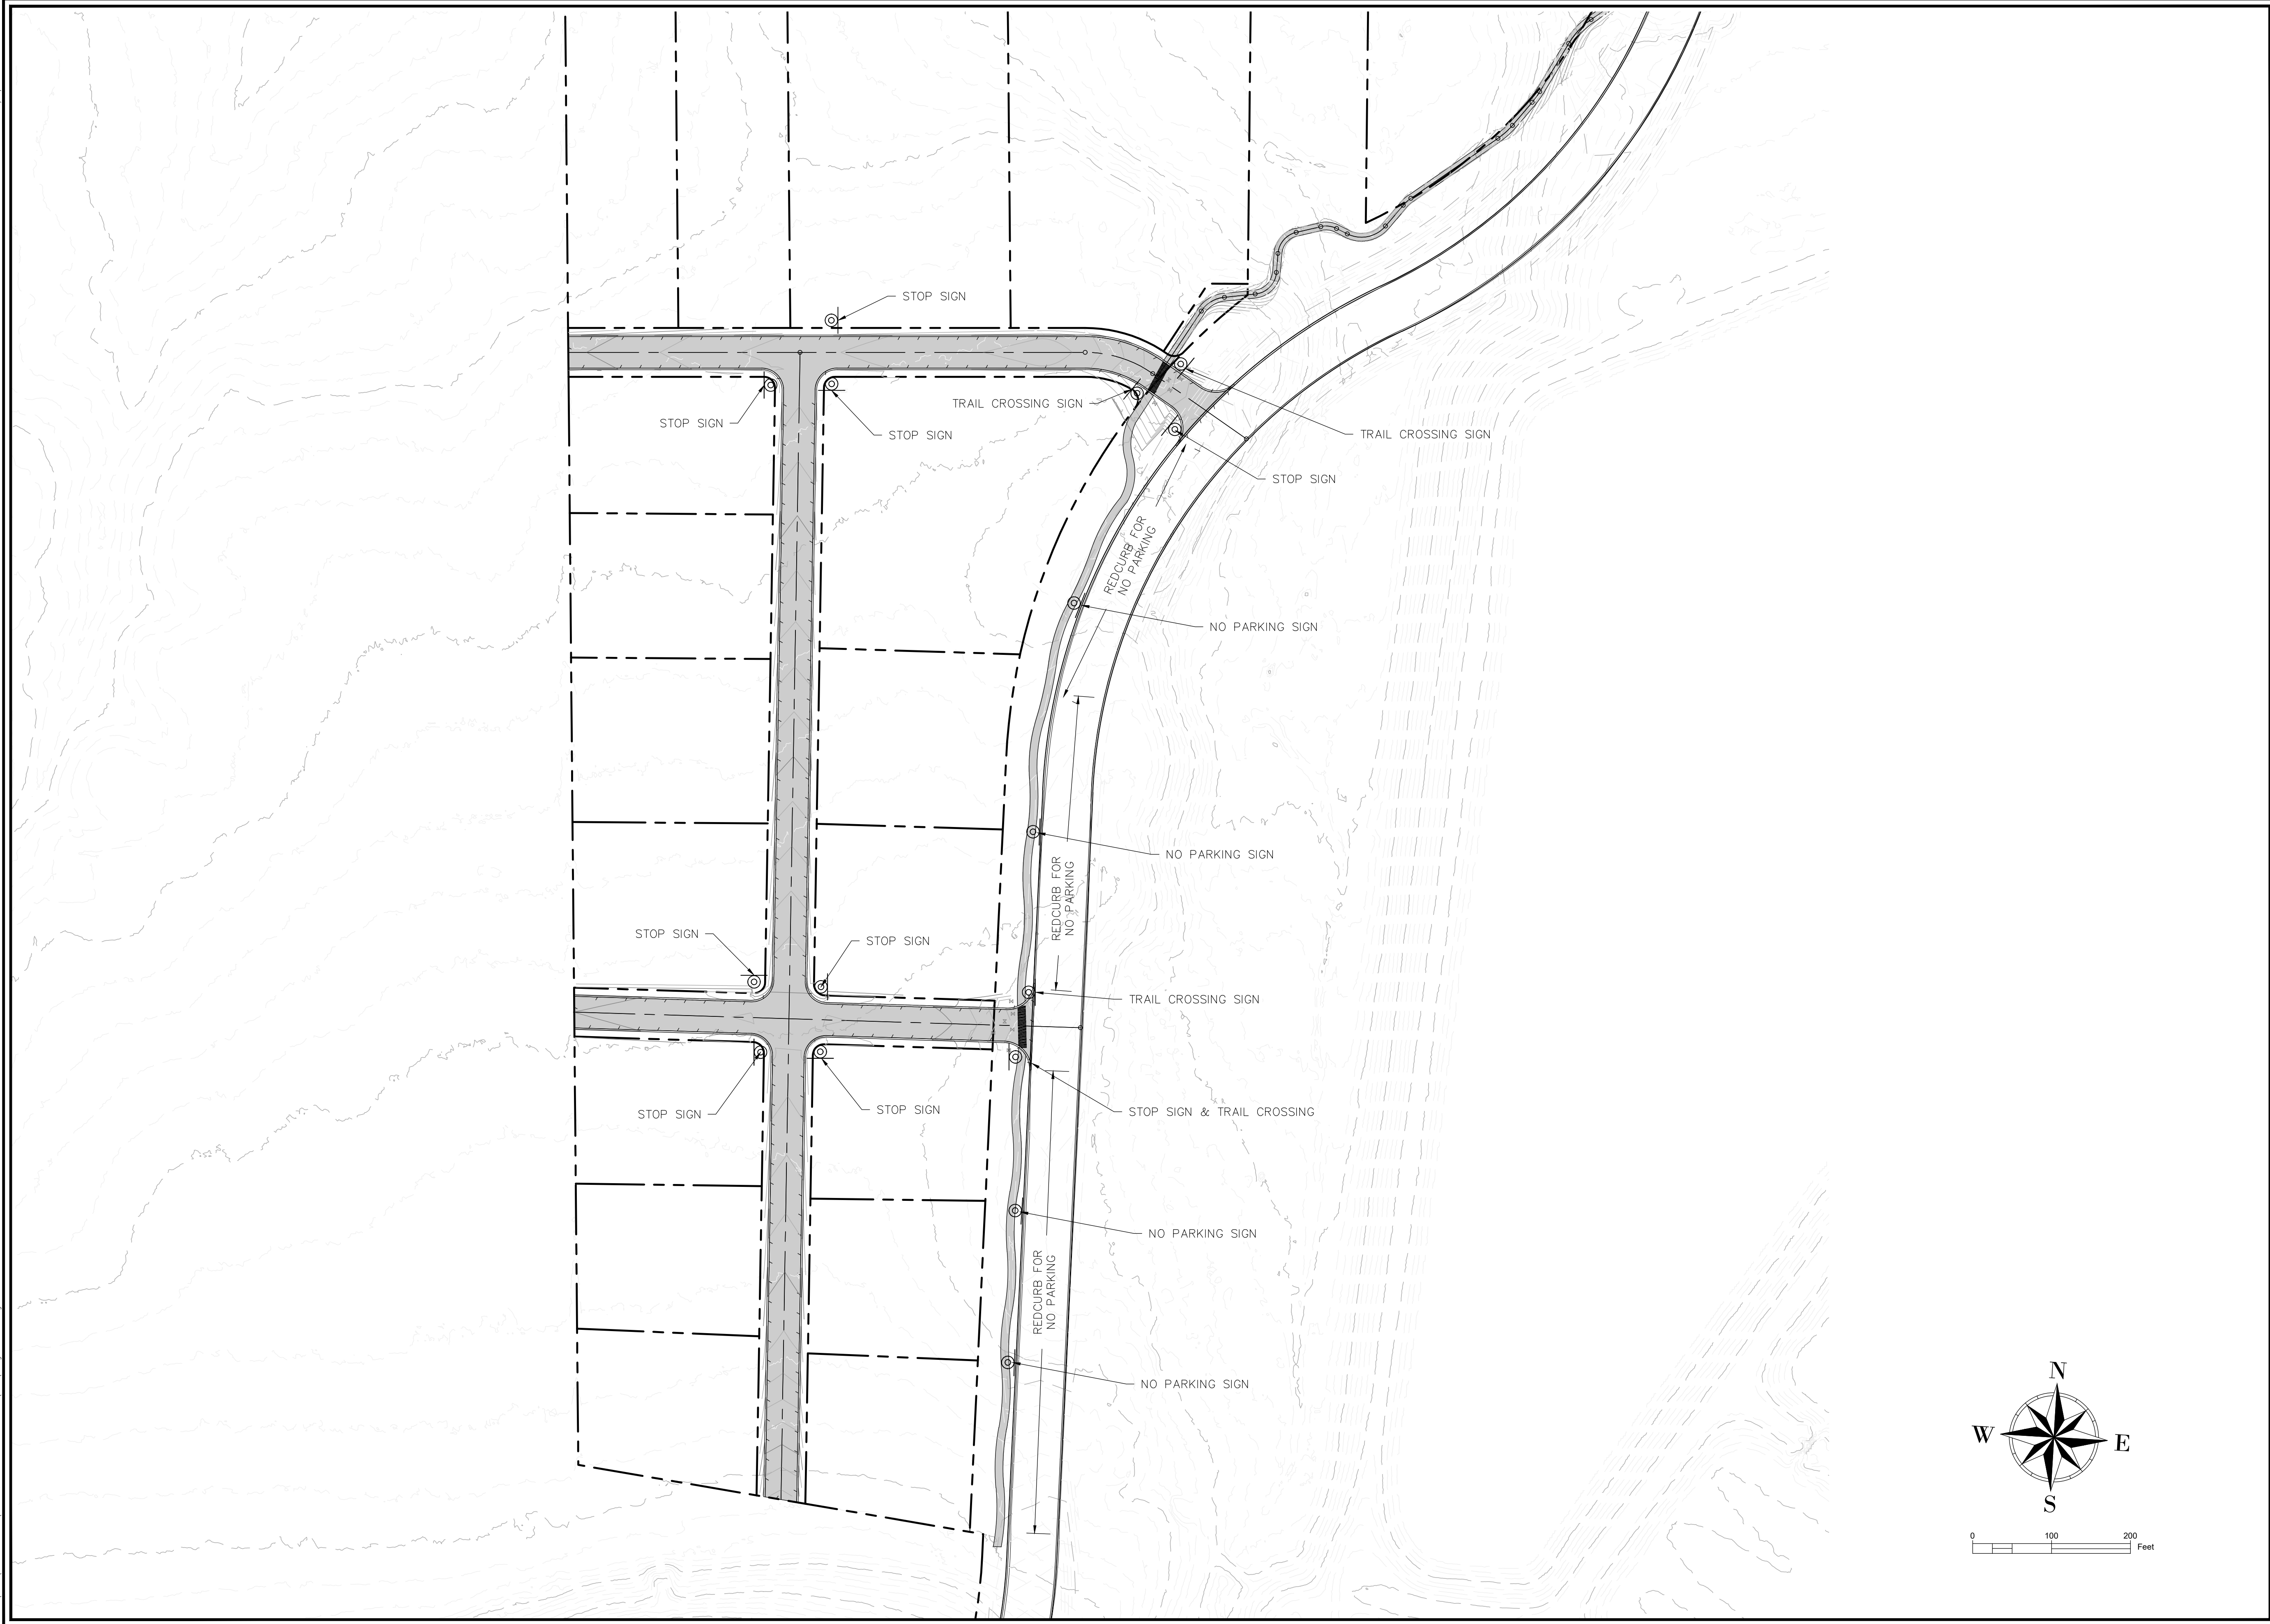 STOP SIGN
TRAIL CROSSING SIGN
STOP SIGN
STOP SIGN
TRAIL CROSSING SIGN
STOP SIGN
REDCURB FOR
NO PARKING
NO PARKING SIGN
NO PARKING SIGN
REDCURB FOR
NO PARKING
STOP SIGN
STOP SIGN
TRAIL CROSSING SIGN
STOP SIGN
STOP SIGN
STOP SIGN & TRAIL CROSSING
NO PARKING SIGN
REDCURB FOR
NO PARKING
NO PARKING SIGN
N
W
E
S
0 100 200
Feet